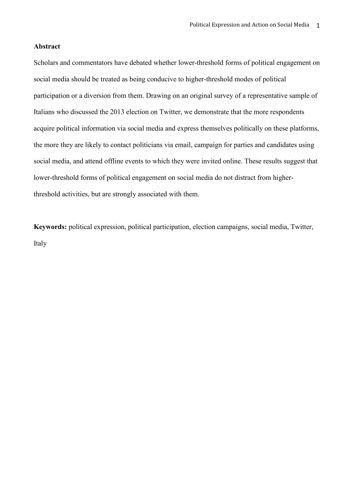 Political Expression and Action on Social Media 1
Abstract
Scholars and commentators have debated whether lower-threshold forms of political engagement on
social media should be treated as being conducive to higher-threshold modes of political
participation or a diversion from them. Drawing on an original survey of a representative sample of
Italians who discussed the 2013 election on Twitter, we demonstrate that the more respondents
acquire political information via social media and express themselves politically on these platforms,
the more they are likely to contact politicians via email, campaign for parties and candidates using
social media, and attend offline events to which they were invited online. These results suggest that
lower-threshold forms of political engagement on social media do not distract from higher-
threshold activities, but are strongly associated with them.
Keywords: political expression, political participation, election campaigns, social media, Twitter,
Italy